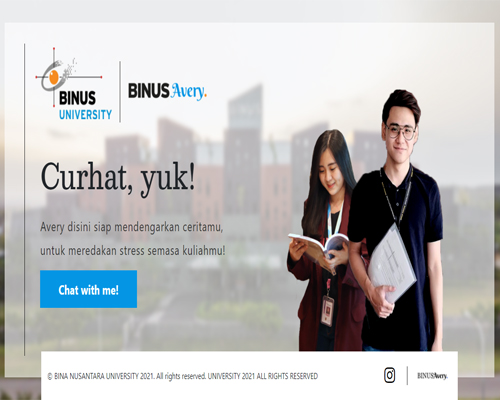 BINUS
UNIVERSITY
BINUS Avery.
Curhat, yuk!
Avery disini siap mendengarkan ceritamu,
untuk meredakan stress semasa kuliahmu!
Chat with me!
© BINA NUSANTARA UNIVERSITY 2021. All rights reserved. UNIVERSITY 2021 ALL RIGHTS RESERVED
BINUS Avery.